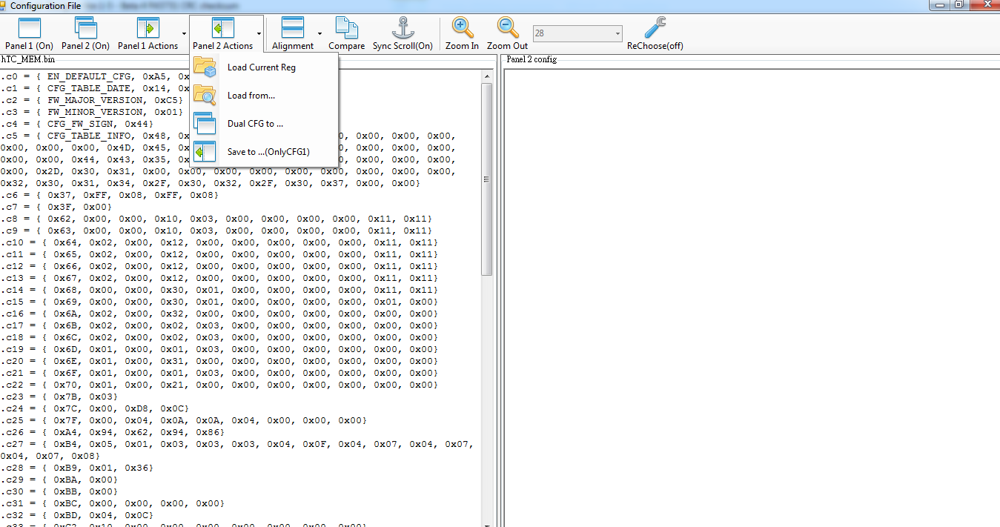 Configuration File
Panel 1 (On) Panel 2 (On) Panel 1 Actions Panel 2 Actions Alignment Compare Sync Scroll(On) Zoom In Zoom Out 28 ReChoose(off)
hTC_MEM.bin
Panel 2 config
Load Current Reg
Load from...
Dual CFG to ...
Save to ...(OnlyCFG1)
.c0 = { EN_DEFAULT_CFG, 0xA5, 0x
.c1 = { CFG_TABLE_DATE, 0x14, 0x
.c2 = { FW_MAJOR_VERSION, 0xC5}
.c3 = { FW_MINOR_VERSION, 0x01}
.c4 = { CFG_FW_SIGN, 0x44}
.c5 = { CFG_TABLE_INFO, 0x48, 0x 0, 0x00, 0x00, 0x00,
0x00, 0x00, 0x00, 0x4D, 0x45, 0x 0, 0x00, 0x00, 0x00,
0x00, 0x00, 0x44, 0x43, 0x35, 0x 0, 0x00, 0x00, 0x00,
0x00, 0x2D, 0x30, 0x31, 0x00, 0x00, 0x00, 0x00, 0x00, 0x00, 0x00, 0x00, 0x00,
0x32, 0x30, 0x31, 0x34, 0x2F, 0x30, 0x32, 0x2F, 0x30, 0x37, 0x00, 0x00}
.c6 = { 0x37, 0xFF, 0x08, 0xFF, 0x08}
.c7 = { 0x3F, 0x00}
.c8 = { 0x62, 0x00, 0x00, 0x10, 0x03, 0x00, 0x00, 0x00, 0x00, 0x11, 0x11}
.c9 = { 0x63, 0x00, 0x00, 0x10, 0x03, 0x00, 0x00, 0x00, 0x00, 0x11, 0x11}
.c10 = { 0x64, 0x02, 0x00, 0x12, 0x00, 0x00, 0x00, 0x00, 0x00, 0x11, 0x11}
.c11 = { 0x65, 0x02, 0x00, 0x12, 0x00, 0x00, 0x00, 0x00, 0x00, 0x11, 0x11}
.c12 = { 0x66, 0x02, 0x00, 0x12, 0x00, 0x00, 0x00, 0x00, 0x00, 0x11, 0x11}
.c13 = { 0x67, 0x02, 0x00, 0x12, 0x00, 0x00, 0x00, 0x00, 0x00, 0x11, 0x11}
.c14 = { 0x68, 0x00, 0x00, 0x30, 0x01, 0x00, 0x00, 0x00, 0x00, 0x11, 0x11}
.c15 = { 0x69, 0x00, 0x00, 0x30, 0x01, 0x00, 0x00, 0x00, 0x00, 0x01, 0x00}
.c16 = { 0x6A, 0x02, 0x00, 0x32, 0x00, 0x00, 0x00, 0x00, 0x00, 0x00, 0x00}
.c17 = { 0x6B, 0x02, 0x00, 0x02, 0x03, 0x00, 0x00, 0x00, 0x00, 0x00, 0x00}
.c18 = { 0x6C, 0x02, 0x00, 0x02, 0x03, 0x00, 0x00, 0x00, 0x00, 0x00, 0x00}
.c19 = { 0x6D, 0x01, 0x00, 0x01, 0x03, 0x00, 0x00, 0x00, 0x00, 0x00, 0x00}
.c20 = { 0x6E, 0x01, 0x00, 0x31, 0x00, 0x00, 0x00, 0x00, 0x00, 0x00, 0x00}
.c21 = { 0x6F, 0x01, 0x00, 0x01, 0x03, 0x00, 0x00, 0x00, 0x00, 0x00, 0x00}
.c22 = { 0x70, 0x01, 0x00, 0x21, 0x00, 0x00, 0x00, 0x00, 0x00, 0x00, 0x00}
.c23 = { 0x7B, 0x03}
.c24 = { 0x7C, 0x00, 0xD8, 0x0C}
.c25 = { 0x7F, 0x00, 0x04, 0x0A, 0x0A, 0x04, 0x00, 0x00, 0x00}
.c26 = { 0xA4, 0x94, 0x62, 0x94, 0x86}
.c27 = { 0xB4, 0x05, 0x01, 0x03, 0x03, 0x03, 0x04, 0x0F, 0x04, 0x07, 0x04, 0x07,
0x04, 0x07, 0x08}
.c28 = { 0xB9, 0x01, 0x36}
.c29 = { 0xBA, 0x00}
.c30 = { 0xBB, 0x00}
.c31 = { 0xBC, 0x00, 0x00, 0x00, 0x00}
.c32 = { 0xBD, 0x04, 0x0C}